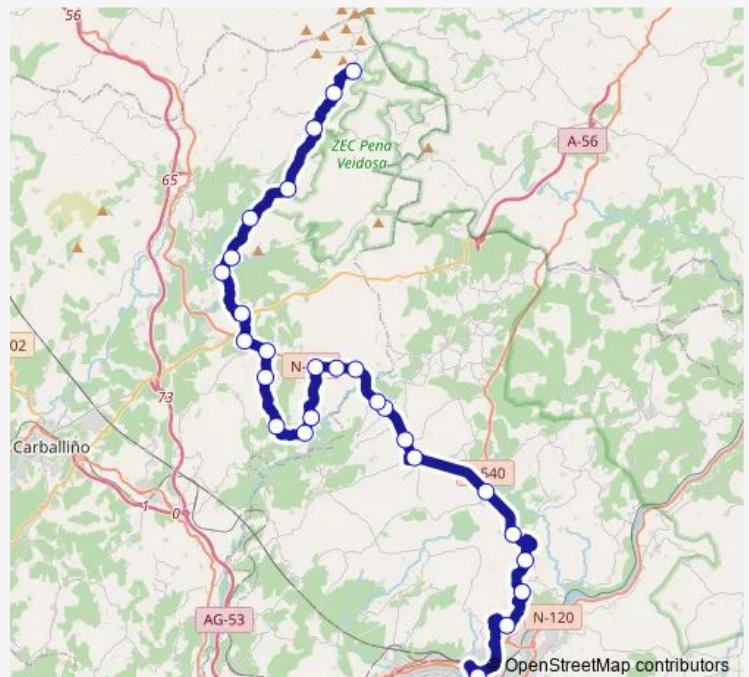 56
A-56
ZEC Pena
Veidosa
65
02
N-
73
Carballiño
540
1
0
AG-53
N-120
OpenStreetMap contributors